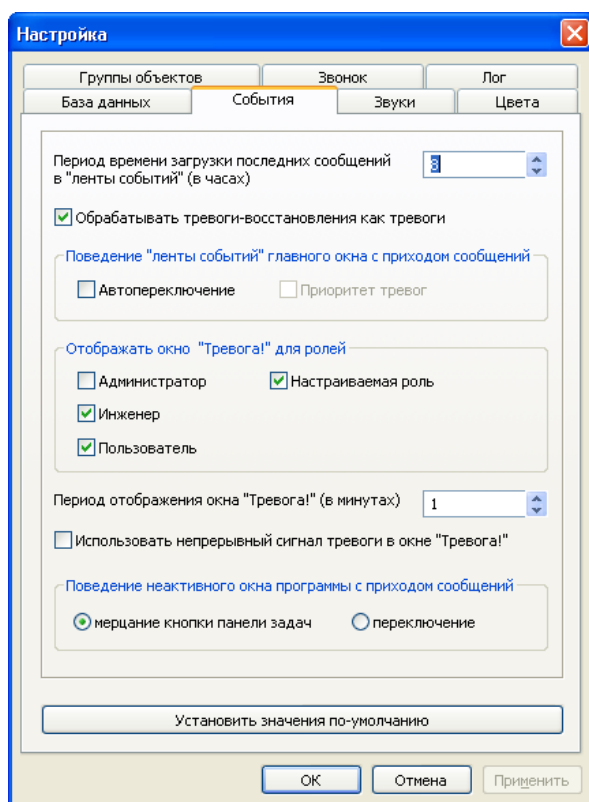 Настройка
Группы объектов Звонок Лог
База данных События Звуки Цвета
Период времени загрузки последних сообщений
в "ленты событий" (в часах)
3
Обрабатывать тревоги-восстановления как тревоги
Поведение "ленты событий" главного окна с приходом сообщений
Автопереключение Приоритет тревог
Отображать окно "Тревога!" для ролей
Администратор Настраиваемая роль
Инженер
Пользователь
Период отображения окна "Тревога!" (в минутах) 1
Использовать непрерывный сигнал тревоги в окне "Тревога!"
Поведение неактивного окна программы с приходом сообщений
мерцание кнопки панели задач переключение
Установить значения по-умолчанию
ОК Отмена Применить